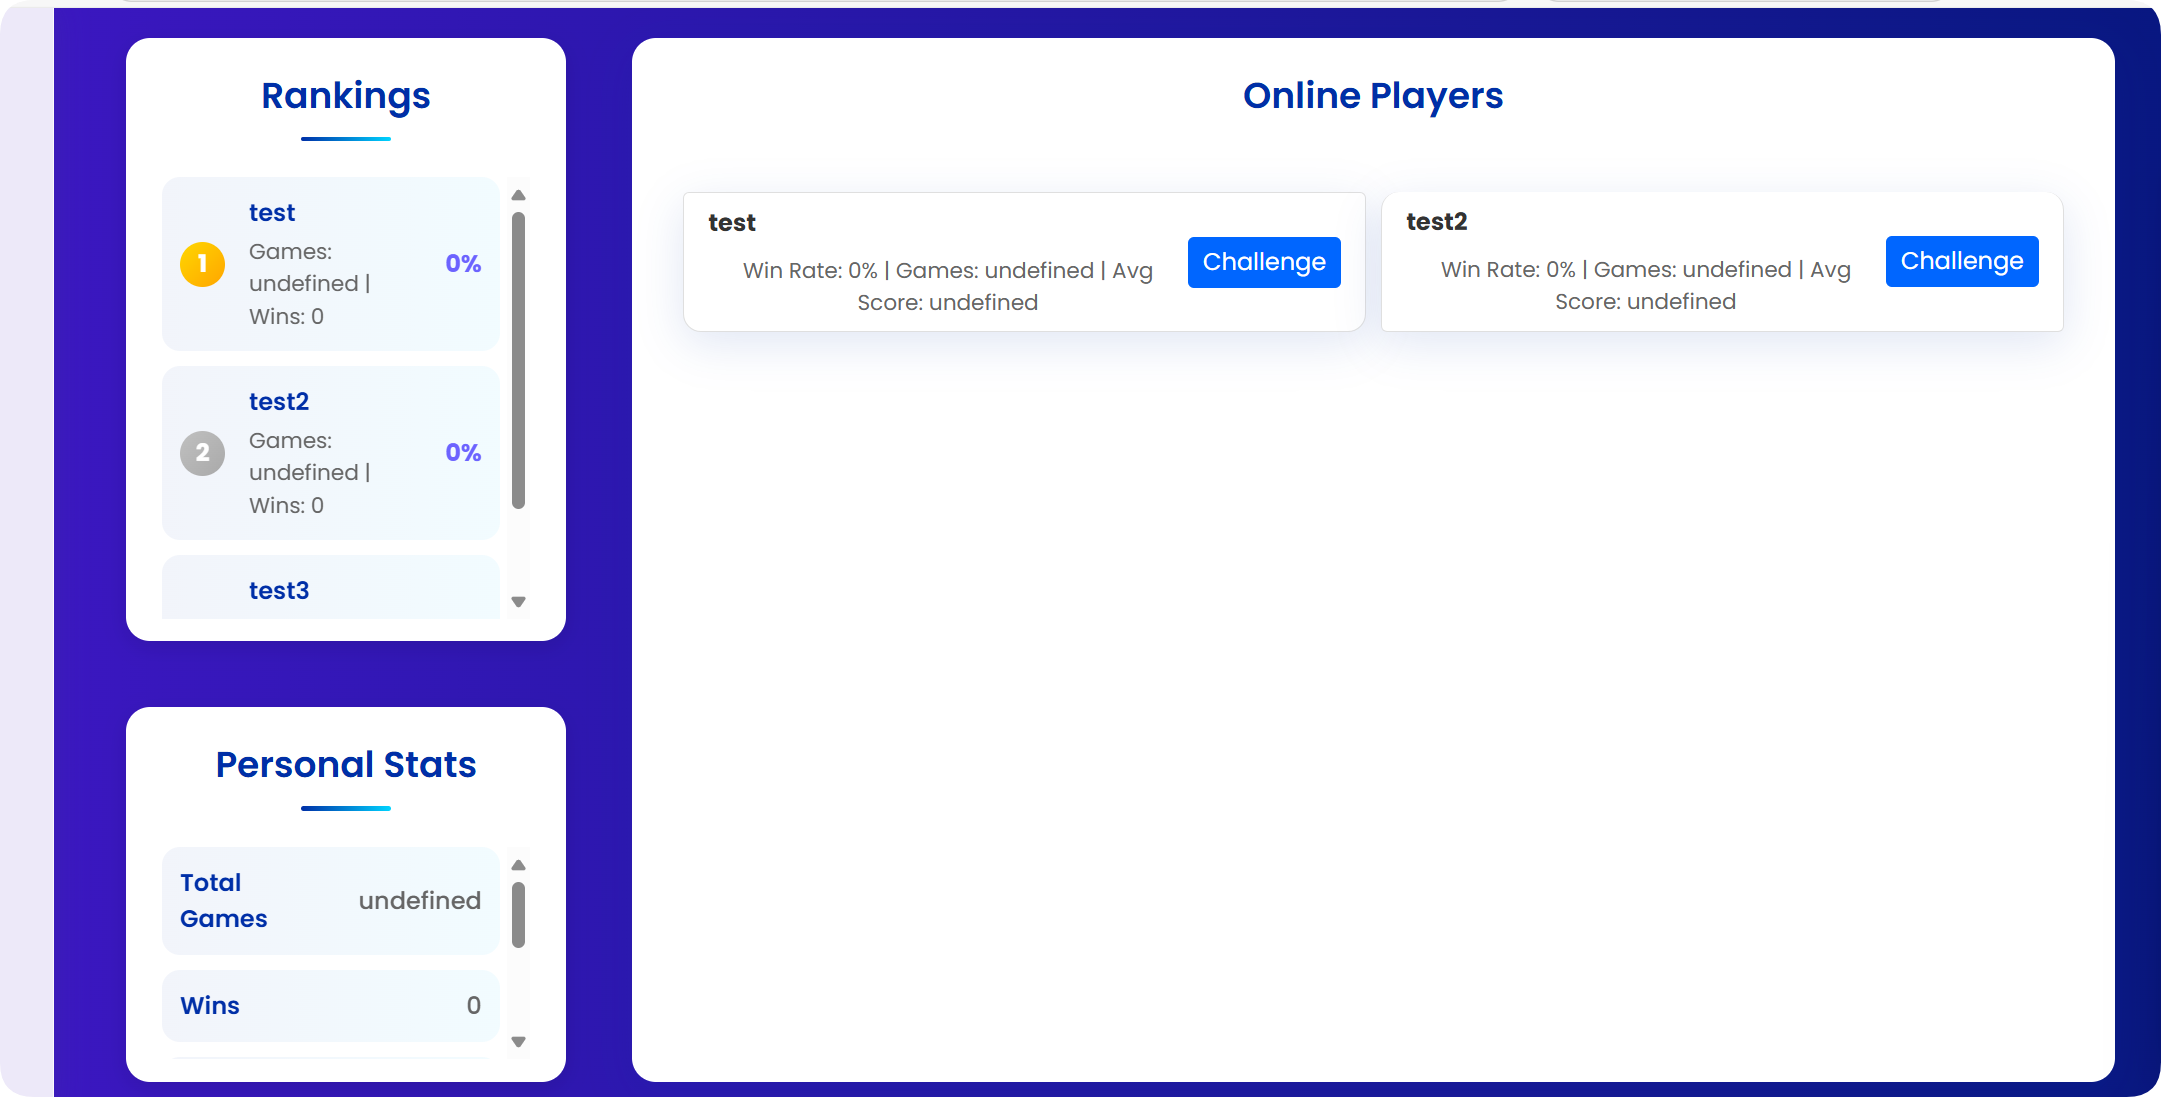 Rankings
1
test
Games:
undefined |
Wins: 0
0%
2
test2
Games:
undefined |
Wins: 0
0%
test3
Personal Stats
Total
Games
undefined
Wins
0
Online Players
test
Win Rate: 0% | Games: undefined | Avg
Score: undefined
Challenge
test2
Win Rate: 0% | Games: undefined | Avg
Score: undefined
Challenge